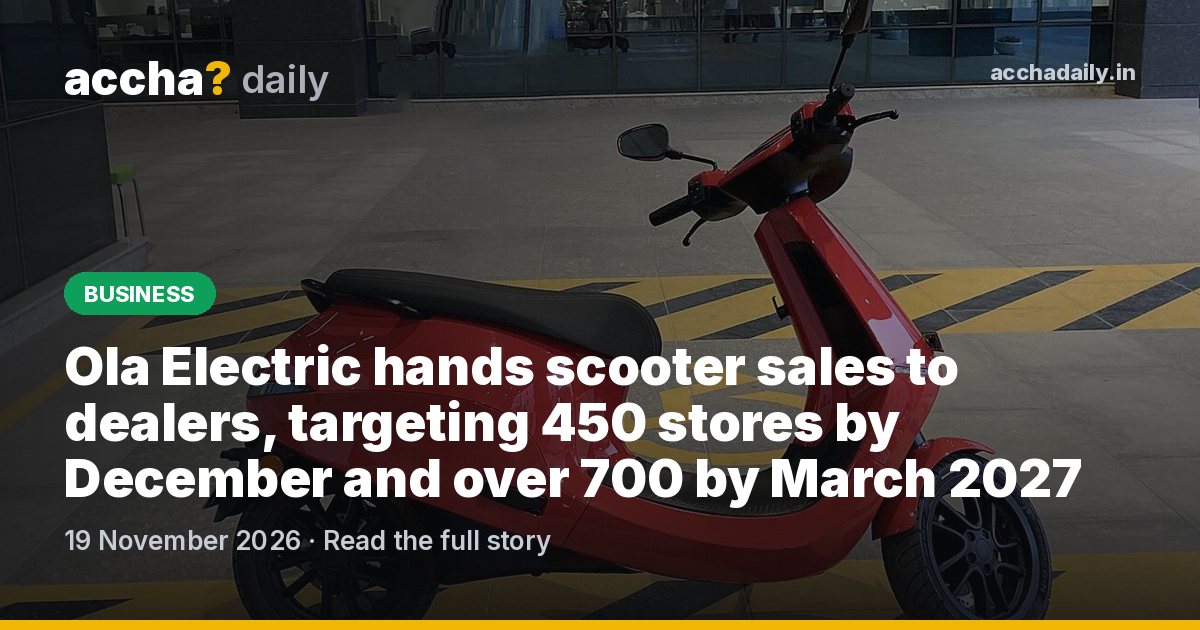 accha? daily
acchadaily.in
BUSINESS
Ola Electric hands scooter sales to
dealers, targeting 450 stores by
December and over 700 by March 2027
19 November 2026 · Read the full story